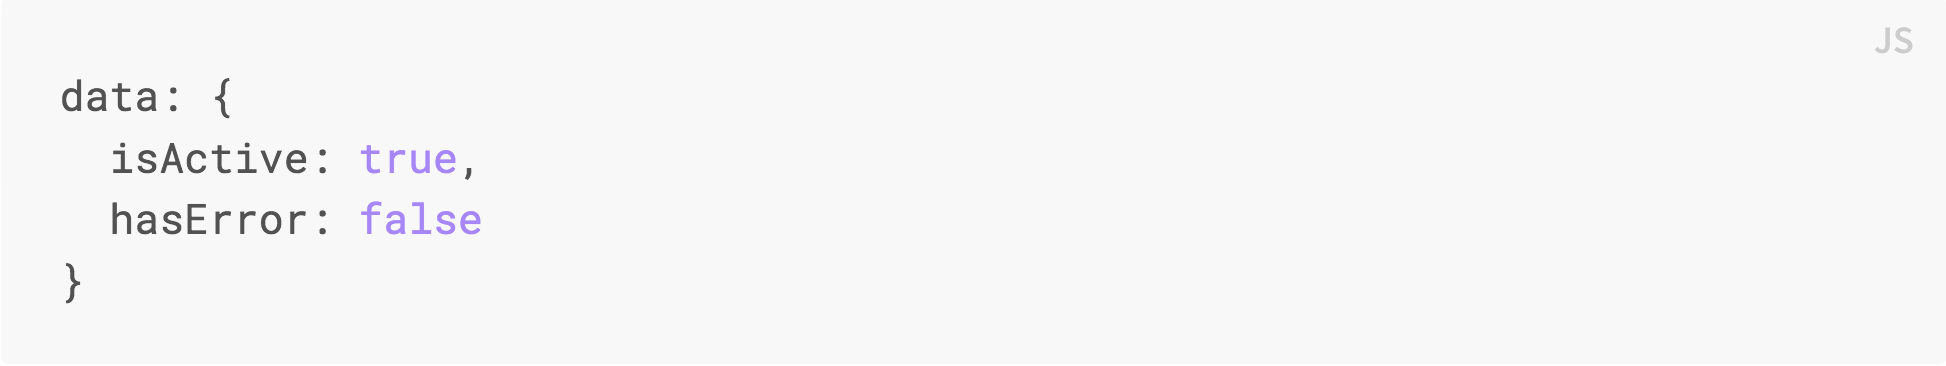 JS
data: {
  isActive: true,
  hasError: false
}